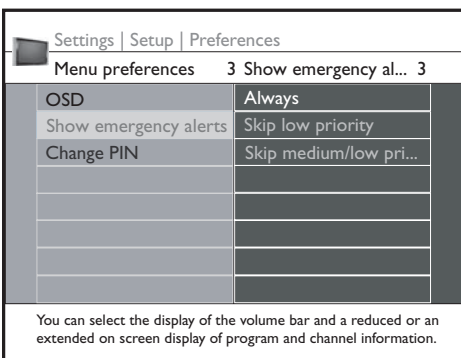 Settings | Setup | Preferences
Menu preferences 3 Show emergency al... 3
OSD Always
Show emergency alerts Skip low priority
Change PIN Skip medium/low pri...
You can select the display of the volume bar and a reduced or an
extended on screen display of program and channel information.